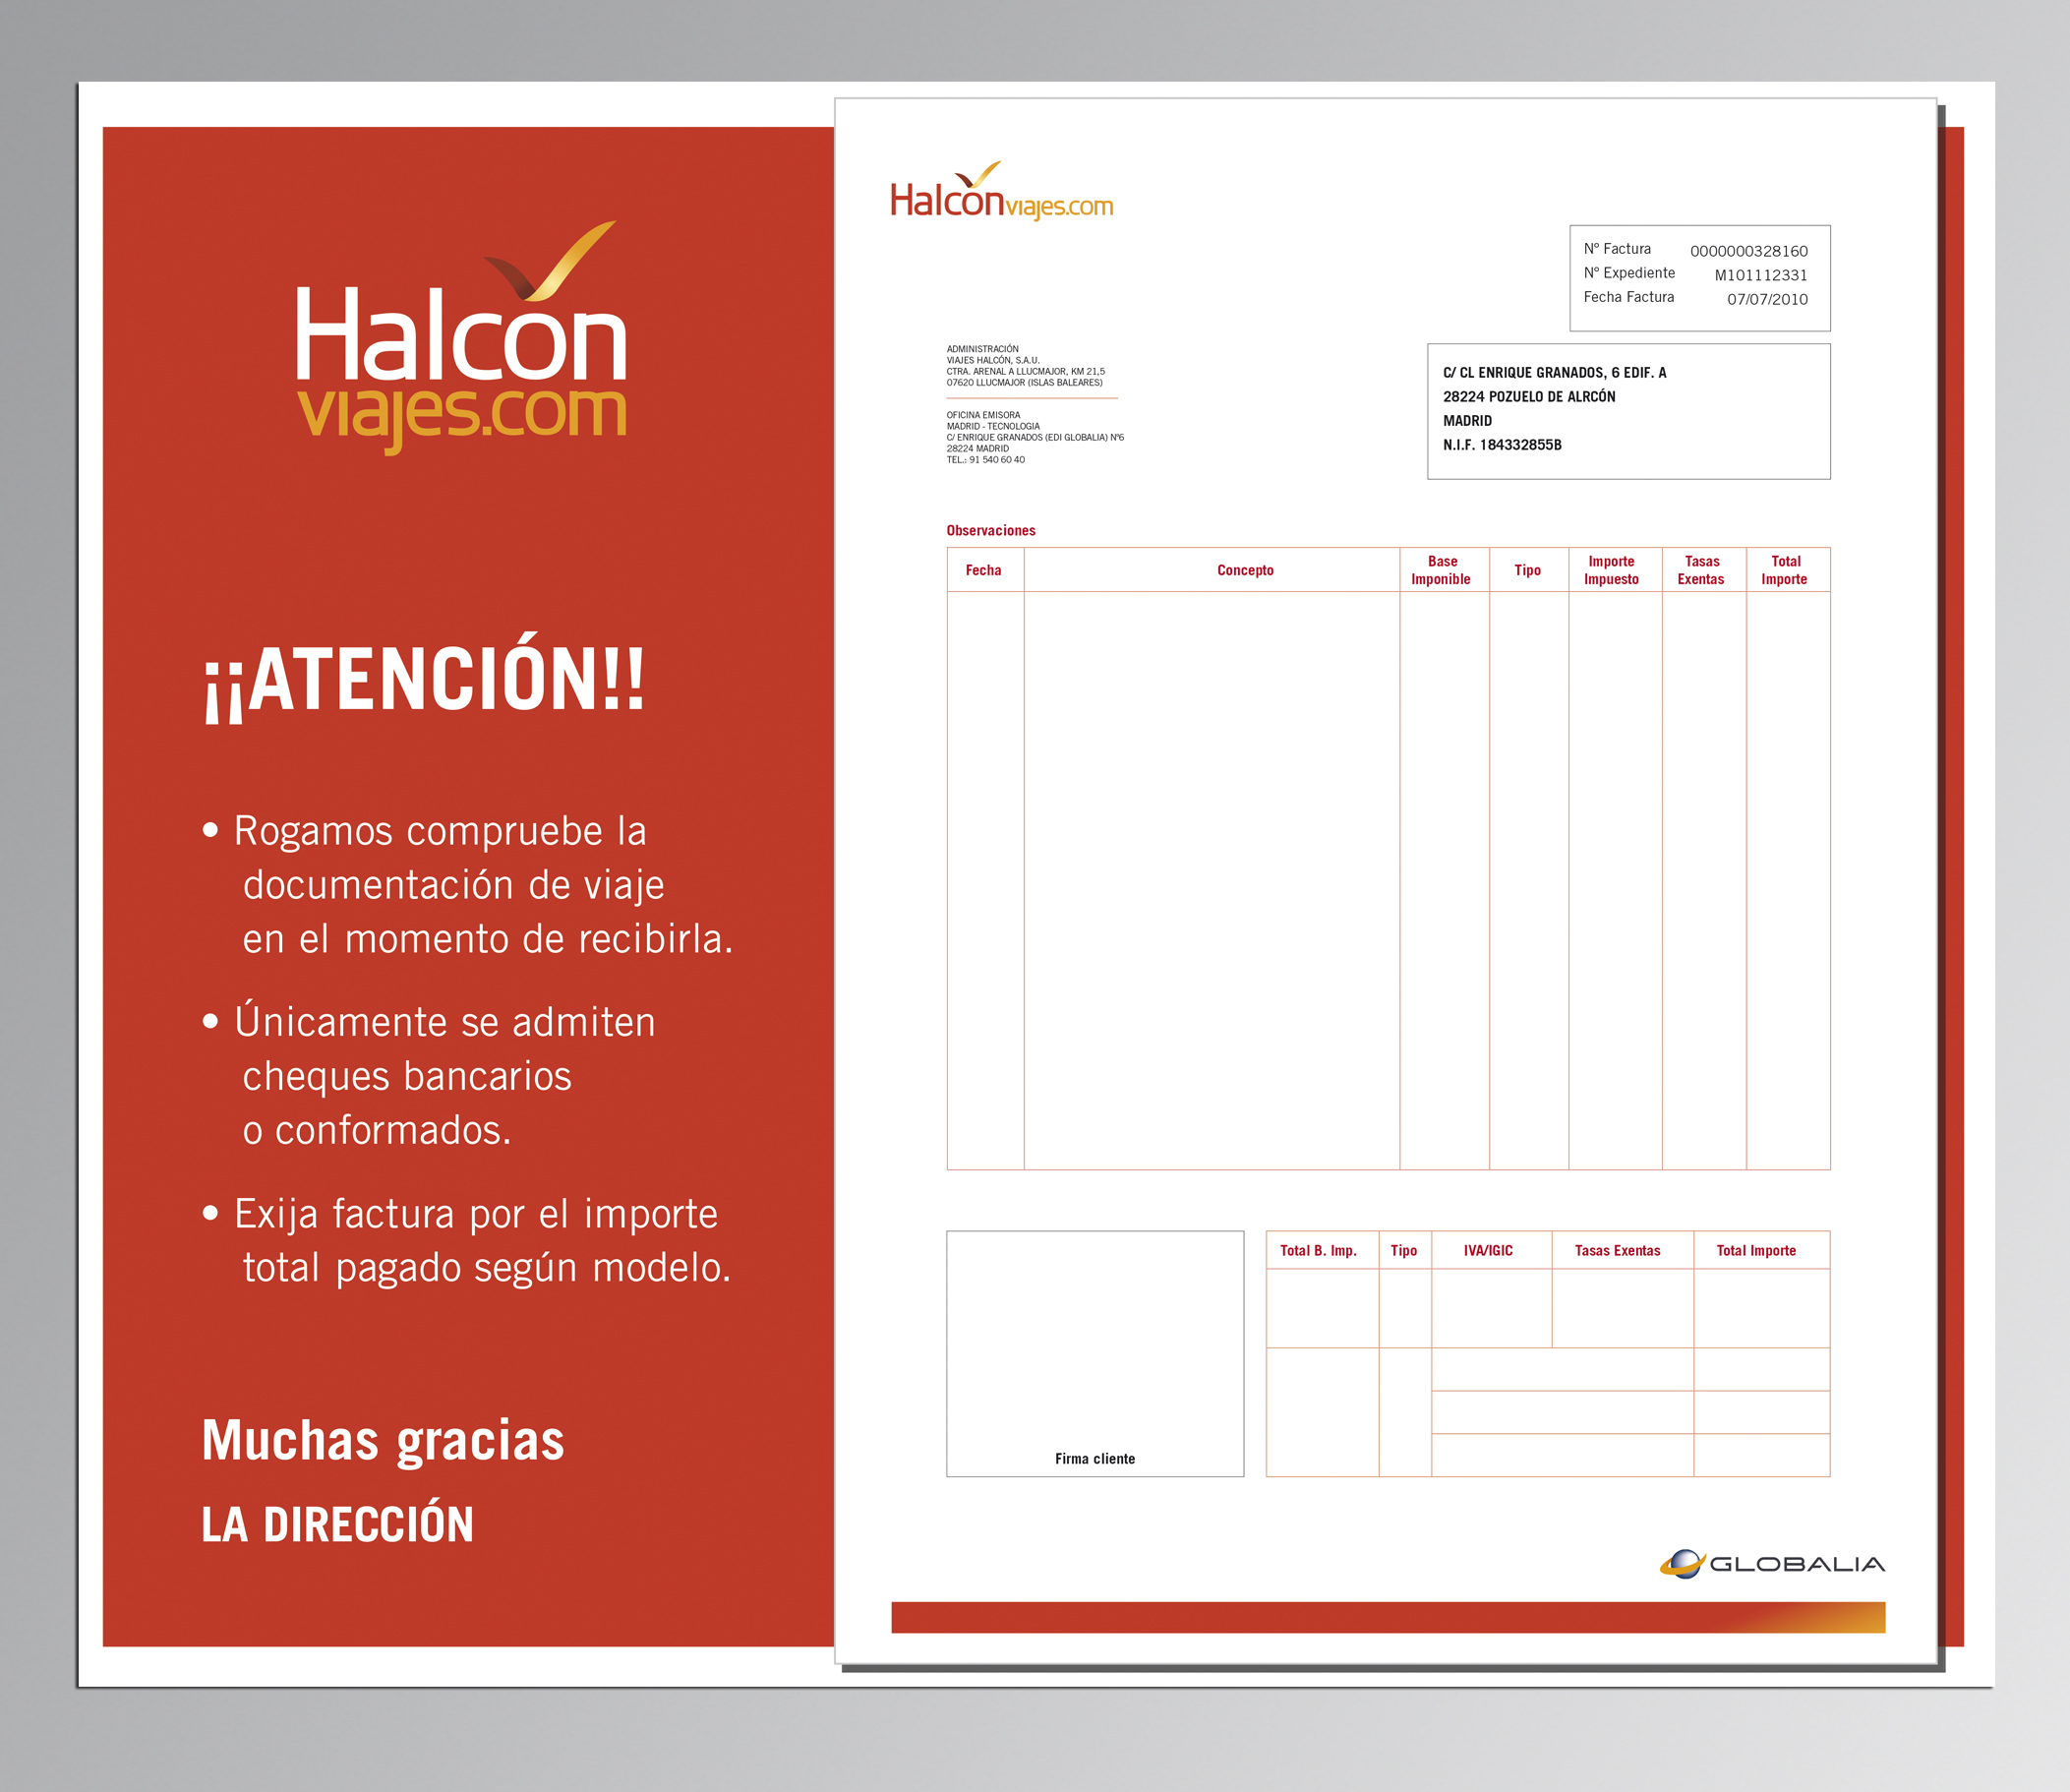 Halcón
viajes.com
¡¡ATENCIÓN!!
• Rogamos compruebe la
documentación de viaje
en el momento de recibirla.
• Únicamente se admiten
cheques bancarios
o conformados.
• Exija factura por el importe
total pagado según modelo.
Muchas gracias
LA DIRECCIÓN
Halcónviajes.com
Nº Factura 0000000328160
Nº Expediente M101112331
Fecha Factura 07/07/2010
ADMINISTRACIÓN
VIAJES HALCÓN, S.A.U.
CTRA. ARENAL A LLUCMAJOR, KM 21,5
07620 LLUCMAJOR (ISLAS BALEARES)
OFICINA EMISORA
MADRID - TECNOLOGIA
C/ ENRIQUE GRANADOS (EDI GLOBALIA) Nº6
28224 MADRID
TEL.: 91 540 60 40
C/ CL ENRIQUE GRANADOS, 6 EDIF. A
28224 POZUELO DE ALRCÓN
MADRID
N.I.F. 184332855B
Observaciones
Fecha Concepto Base Imponible Tipo Importe Impuesto Tasas Exentas Total Importe
Firma cliente
Total B. Imp. Tipo IVA/IGIC Tasas Exentas Total Importe
GLOBALIA